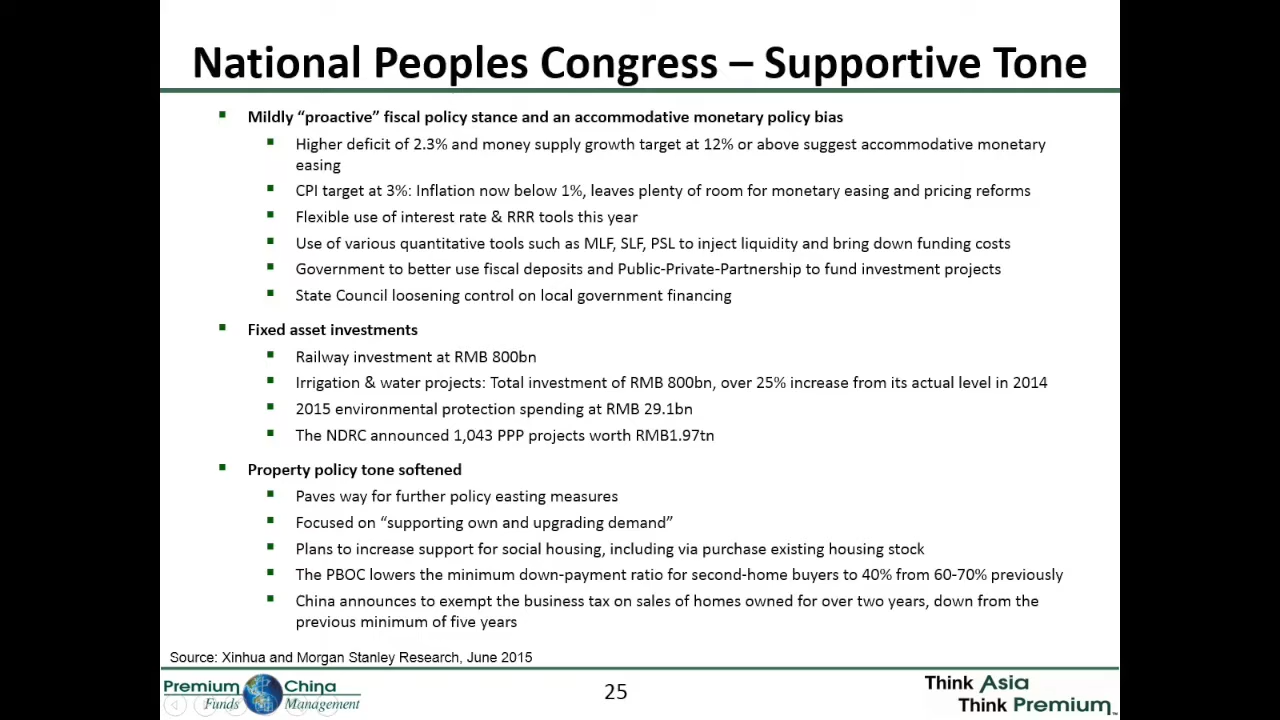 National Peoples Congress – Supportive Tone
▪ Mildly “proactive” fiscal policy stance and an accommodative monetary policy bias
▪ Higher deficit of 2.3% and money supply growth target at 12% or above suggest accommodative monetary
easing
▪ CPI target at 3%: Inflation now below 1%, leaves plenty of room for monetary easing and pricing reforms
▪ Flexible use of interest rate & RRR tools this year
▪ Use of various quantitative tools such as MLF, SLF, PSL to inject liquidity and bring down funding costs
▪ Government to better use fiscal deposits and Public-Private-Partnership to fund investment projects
▪ State Council loosening control on local government financing
▪ Fixed asset investments
▪ Railway investment at RMB 800bn
▪ Irrigation & water projects: Total investment of RMB 800bn, over 25% increase from its actual level in 2014
▪ 2015 environmental protection spending at RMB 29.1bn
▪ The NDRC announced 1,043 PPP projects worth RMB1.97tn
▪ Property policy tone softened
▪ Paves way for further policy easting measures
▪ Focused on “supporting own and upgrading demand”
▪ Plans to increase support for social housing, including via purchase existing housing stock
▪ The PBOC lowers the minimum down-payment ratio for second-home buyers to 40% from 60-70% previously
▪ China announces to exempt the business tax on sales of homes owned for over two years, down from the
previous minimum of five years
Source: Xinhua and Morgan Stanley Research, June 2015
Premium China
Funds Management
25
Think Asia
Think Premium™